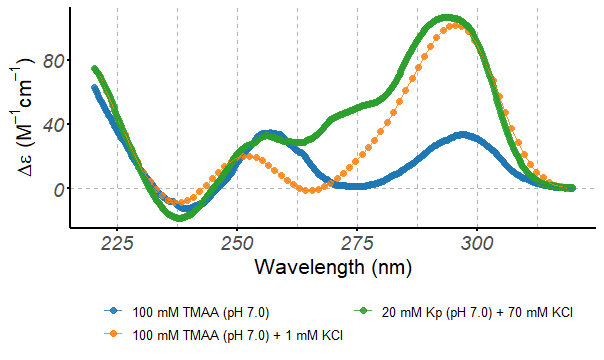 80
40
0
Δε (M⁻¹cm⁻¹)
225 250 275 300
Wavelength (nm)
100 mM TMAA (pH 7.0) 20 mM Kp (pH 7.0) + 70 mM KCl
100 mM TMAA (pH 7.0) + 1 mM KCl